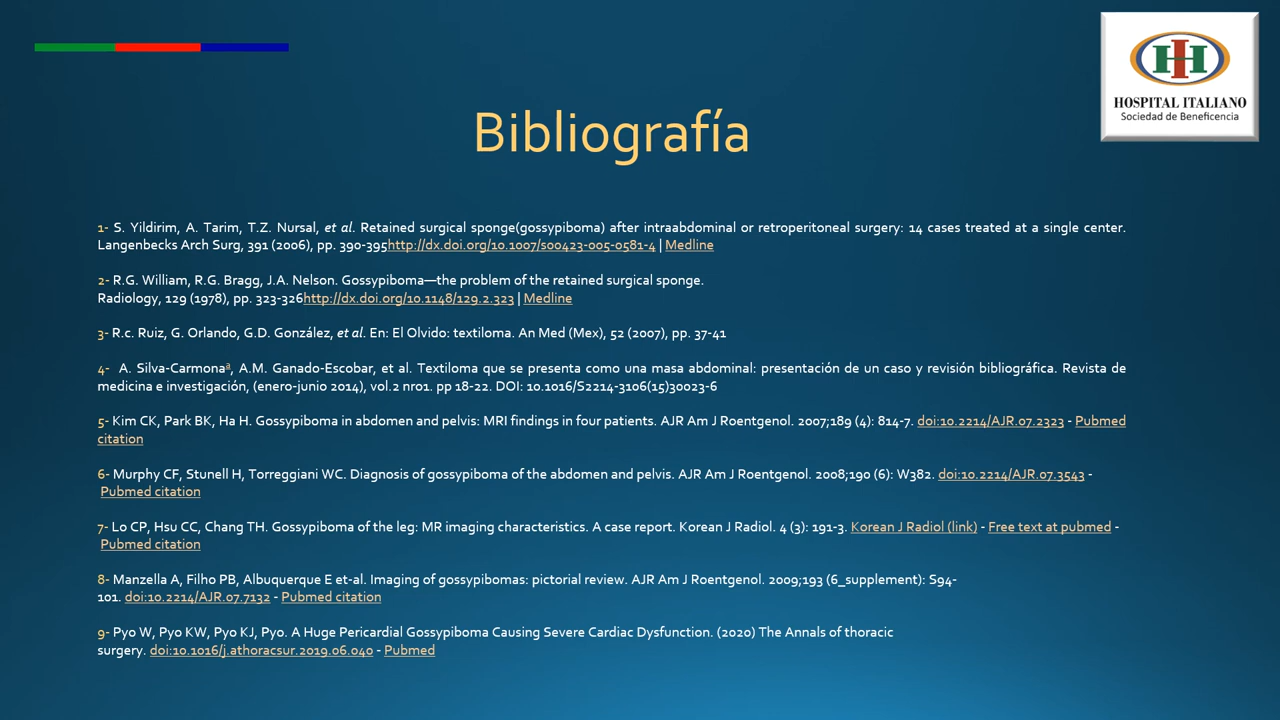 HOSPITAL ITALIANO
Sociedad de Beneficencia
Bibliografía
1- S. Yildirim, A. Tarim, T.Z. Nursal, et al. Retained surgical sponge(gossypiboma) after intraabdominal or retroperitoneal surgery: 14 cases treated at a single center.
Langenbecks Arch Surg, 391 (2006), pp. 390-395http://dx.doi.org/10.1007/s00423-005-0581-4 | Medline
2- R.G. William, R.G. Bragg, J.A. Nelson. Gossypiboma—the problem of the retained surgical sponge.
Radiology, 129 (1978), pp. 323-326http://dx.doi.org/10.1148/129.2.323 | Medline
3- R.c. Ruiz, G. Orlando, G.D. González, et al. En: El Olvido: textiloma. An Med (Mex), 52 (2007), pp. 37-41
4- A. Silva-Carmonaª, A.M. Ganado-Escobar, et al. Textiloma que se presenta como una masa abdominal: presentación de un caso y revisión bibliográfica. Revista de
medicina e investigación, (enero-junio 2014), vol.2 nro1. pp 18-22. DOI: 10.1016/S2214-3106(15)30023-6
5- Kim CK, Park BK, Ha H. Gossypiboma in abdomen and pelvis: MRI findings in four patients. AJR Am J Roentgenol. 2007;189 (4): 814-7. doi:10.2214/AJR.07.2323 - Pubmed
citation
6- Murphy CF, Stunell H, Torreggiani WC. Diagnosis of gossypiboma of the abdomen and pelvis. AJR Am J Roentgenol. 2008;190 (6): W382. doi:10.2214/AJR.07.3543 -
Pubmed citation
7- Lo CP, Hsu CC, Chang TH. Gossypiboma of the leg: MR imaging characteristics. A case report. Korean J Radiol. 4 (3): 191-3. Korean J Radiol (link) - Free text at pubmed -
Pubmed citation
8- Manzella A, Filho PB, Albuquerque E et-al. Imaging of gossypibomas: pictorial review. AJR Am J Roentgenol. 2009;193 (6_supplement): S94-
101. doi:10.2214/AJR.07.7132 - Pubmed citation
9- Pyo W, Pyo KW, Pyo KJ, Pyo. A Huge Pericardial Gossypiboma Causing Severe Cardiac Dysfunction. (2020) The Annals of thoracic
surgery. doi:10.1016/j.athoracsur.2019.06.040 - Pubmed